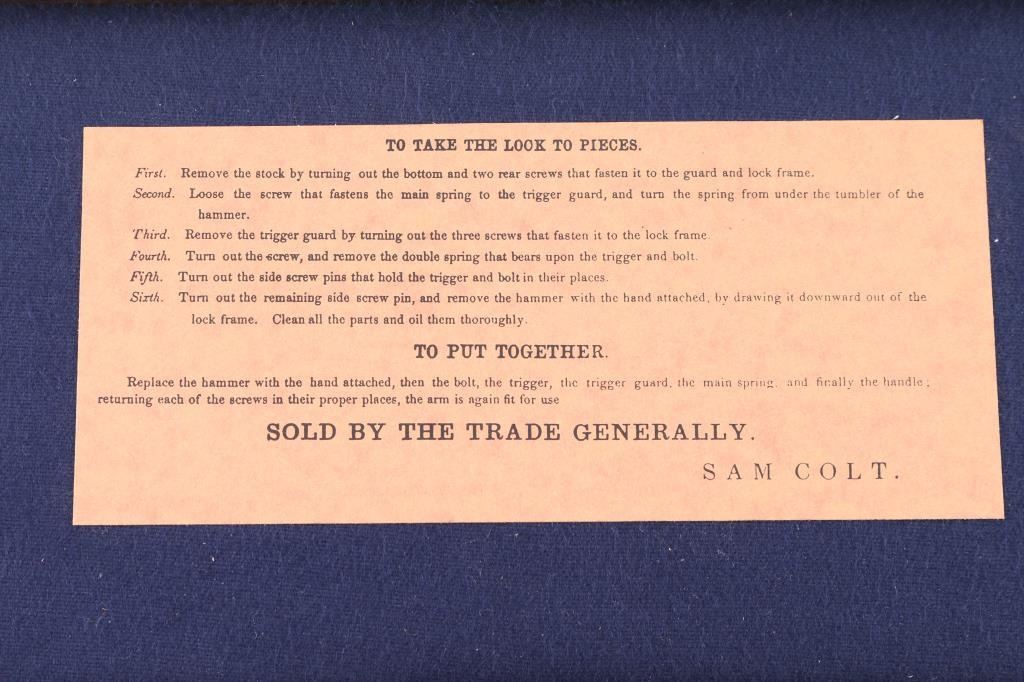 TO TAKE THE LOOK TO PIECES.
First. Remove the stock by turning out the bottom and two rear screws that fasten it to the guard and lock frame.
Second. Loose the screw that fastens the main spring to the trigger guard, and turn the spring from under the tumbler of the
hammer.
Third. Remove the trigger guard by turning out the three screws that fasten it to the lock frame.
Fourth. Turn out the screw, and remove the double spring that bears upon the trigger and bolt.
Fifth. Turn out the side screw pins that hold the trigger and bolt in their places.
Sixth. Turn out the remaining side screw pin, and remove the hammer with the hand attached, by drawing it downward out of the
lock frame. Clean all the parts and oil them thoroughly.
TO PUT TOGETHER.
Replace the hammer with the hand attached, then the bolt, the trigger, the trigger guard, the main spring, and finally the handle;
returning each of the screws in their proper places, the arm is again fit for use
SOLD BY THE TRADE GENERALLY.
SAM COLT.